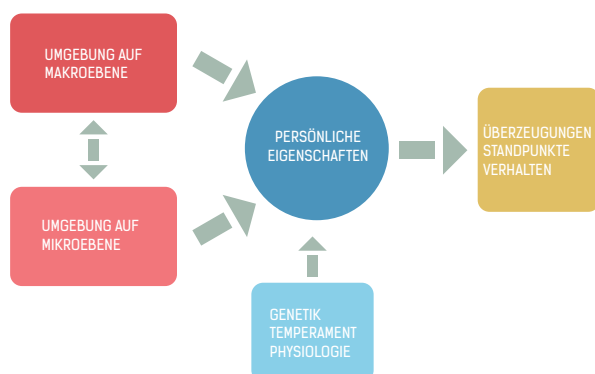 UMGEBUNG AUF
MAKROEBENE
PERSÖNLICHE
EIGENSCHAFTEN
ÜBERZEUGUNGEN
STANDPUNKTE
VERHALTEN
UMGEBUNG AUF
MIKROEBENE
GENETIK
TEMPERAMENT
PHYSIOLOGIE